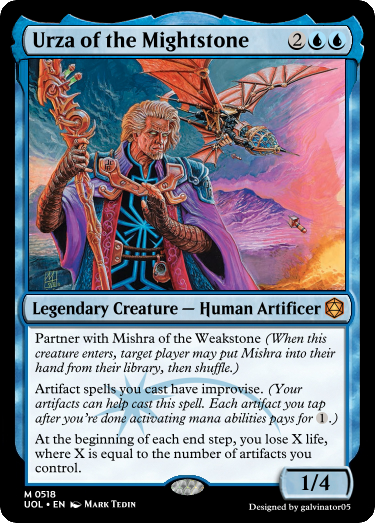 Urza of the Mightstone 2
Legendary Creature — Human Artificer
Partner with Mishra of the Weakstone (When this
creature enters, target player may put Mishra into their
hand from their library, then shuffle.)
Artifact spells you cast have improvise. (Your
artifacts can help cast this spell. Each artifact you tap
after you're done activating mana abilities pays for 1.)
At the beginning of each end step, you lose X life,
where X is equal to the number of artifacts you
control.
1/4
M 0518
UOL • EN Mark Tedin
Designed by galvinator05